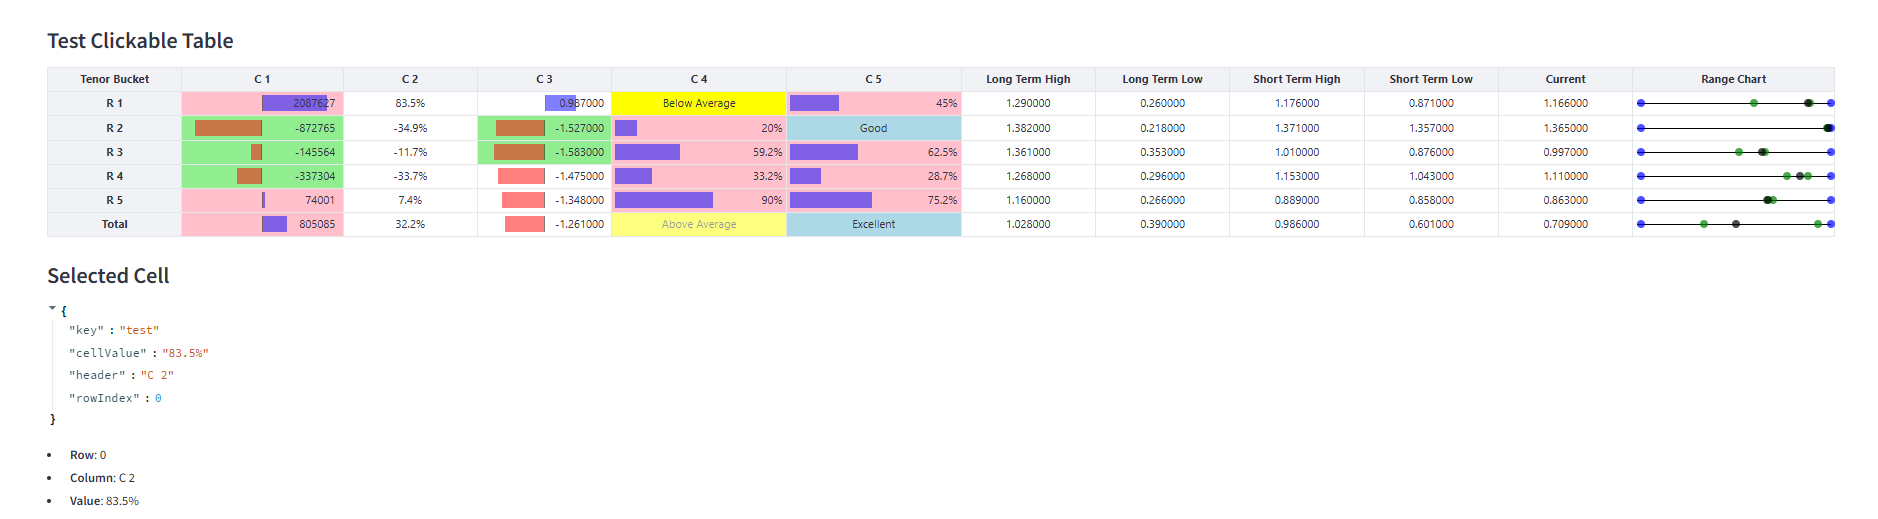 Test Clickable Table
Tenor Bucket C 1 C 2 C 3 C 4 C 5 Long Term High Long Term Low Short Term High Short Term Low Current Range Chart
R 1 2087627 83.5% 0.987000 Below Average 45% 1.290000 0.260000 1.176000 0.871000 1.166000
R 2 -872765 -34.9% -1.527000 20% Good 1.382000 0.218000 1.371000 1.357000 1.365000
R 3 -145564 -11.7% -1.583000 59.2% 62.5% 1.361000 0.353000 1.010000 0.876000 0.997000
R 4 -337304 -33.7% -1.475000 33.2% 28.7% 1.268000 0.296000 1.153000 1.043000 1.110000
R 5 74001 7.4% -1.348000 90% 75.2% 1.160000 0.266000 0.889000 0.858000 0.863000
Total 805085 32.2% -1.261000 Above Average Excellent 1.028000 0.390000 0.986000 0.601000 0.709000
Selected Cell
{
"key" : "test"
"cellValue" : "83.5%"
"header" : "C 2"
"rowIndex" : 0
}
• Row: 0
• Column: C 2
• Value: 83.5%